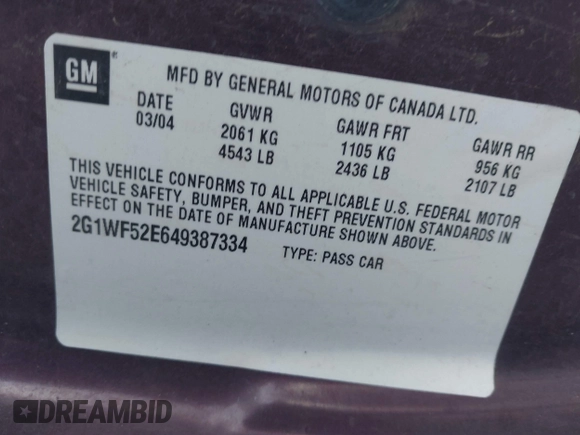 GM ®
MFD BY GENERAL MOTORS OF CANADA LTD.
DATE GVWR GAWR FRT GAWR RR
03/04 2061 KG 1105 KG 956 KG
4543 LB 2436 LB 2107 LB
THIS VEHICLE CONFORMS TO ALL APPLICABLE U.S. FEDERAL MOTOR
VEHICLE SAFETY, BUMPER, AND THEFT PREVENTION STANDARDS IN
EFFECT ON THE DATE OF MANUFACTURE SHOWN ABOVE.
2G1WF52E649387334 TYPE: PASS CAR
DREAMBID